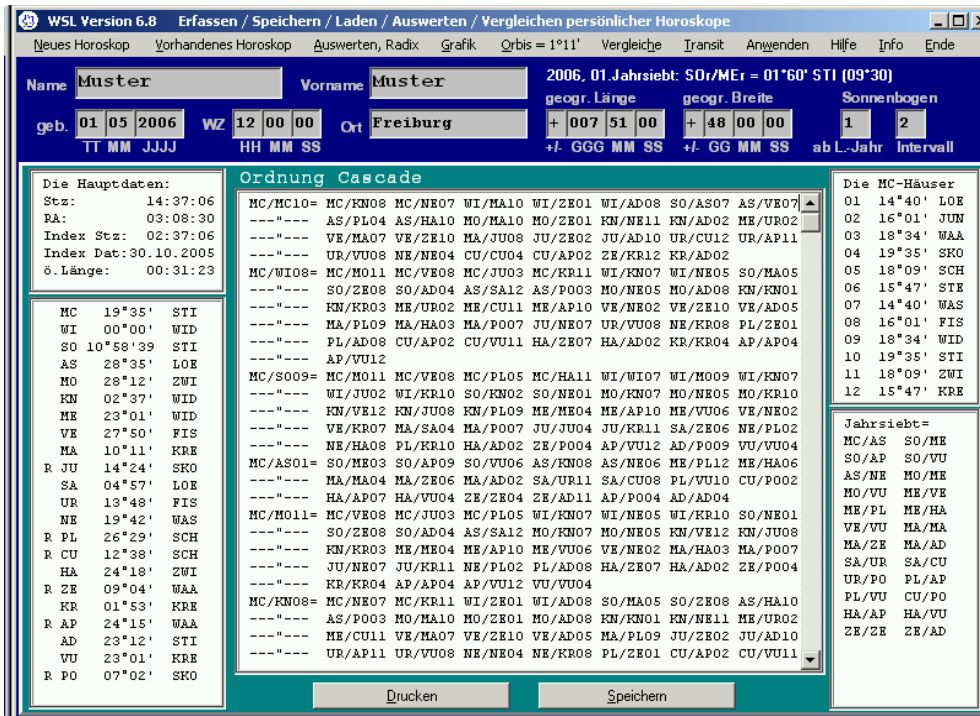 WSL Version 6.8 Erfassen / Speichern / Laden / Auswerten / Vergleichen persönlicher Horoskope
Neues Horoskop Vorhandenes Horoskop Auswerten, Radix Grafik Orbis = 1°11' Vergleiche Transit Anwenden Hilfe Info Ende
Name Muster Vorname Muster 2006, 01.Jahrsiebt: SOr/MEr = 01°60' STI (09°30)
geogr. Länge geogr. Breite Sonnenbogen
geb. 01 05 2006 WZ 12 00 00 Ort Freiburg + 007 51 00 + 48 00 00 1 2
TT MM JJJJ HH MM SS +/- GGG MM SS +/- GG MM SS ab L.-Jahr Intervall
Die Hauptdaten:
Stz: 14:37:06
RA: 03:08:30
Index Stz: 02:37:06
Index Dat:30.10.2005
ö.Länge: 00:31:23
MC 19°35' STI
WI 00°00' WID
SO 10°58'39 STI
AS 28°35' LOE
MO 28°12' ZWI
KN 02°37' WID
ME 23°01' WID
VE 27°50' FIS
MA 10°11' KRE
R JU 14°24' SKO
SA 04°57' LOE
UR 13°48' FIS
NE 19°42' WAS
R PL 26°29' SCH
R CU 12°38' SCH
HA 24°18' ZWI
R ZE 09°04' WAA
KR 01°53' KRE
R AP 24°15' WAA
AD 23°12' STI
VU 23°01' KRE
R PO 07°02' SKO
Ordnung Cascade
MC/MC10= MC/KN08 MC/NE07 WI/MA10 WI/ZE01 WI/AD08 SO/AS07 AS/VE07
---"--- AS/PL04 AS/HA10 MO/MA10 MO/ZE01 KN/NE11 KN/AD02 ME/UR02
---"--- VE/MA07 VE/ZE10 MA/JU08 JU/ZE02 JU/AD10 UR/CU12 UR/AP11
---"--- UR/VU08 NE/NE04 CU/CU04 CU/AP02 ZE/KR12 KR/AD02
MC/WI08= MC/MO11 MC/VE08 MC/JU03 MC/KR11 WI/KN07 WI/NE05 SO/MA05
---"--- SO/ZE08 SO/AD04 AS/SA12 AS/PO03 MO/NE05 MO/AD08 KN/KN01
---"--- KN/KR03 ME/UR02 ME/CU11 ME/AP10 VE/NE02 VE/ZE10 VE/AD05
---"--- MA/PL09 MA/HA03 MA/PO07 JU/NE07 UR/VU08 NE/KR08 PL/ZE01
---"--- PL/AD08 CU/AP02 CU/VU11 HA/ZE07 HA/AD02 KR/KR04 AP/AP04
---"--- AP/VU12
MC/SO09= MC/MO11 MC/VE08 MC/PL05 MC/HA11 WI/WI07 WI/MO09 WI/KN07
---"--- WI/JU02 WI/KR10 SO/KN02 SO/NE01 MO/KN07 MO/NE05 MO/KR10
---"--- KN/VE12 KN/JU08 KN/PL09 ME/ME04 ME/AP10 ME/VU06 VE/NE02
---"--- VE/KR07 MA/SA04 MA/PO07 JU/JU04 JU/KR11 SA/ZE06 NE/PL02
---"--- NE/HA08 PL/KR10 HA/AD02 ZE/PO04 AP/VU12 AD/PO09 VU/VU04
MC/AS01= SO/ME03 SO/AP09 SO/VU06 AS/KN08 AS/NE06 ME/PL12 ME/HA06
---"--- MA/MA04 MA/ZE06 MA/AD02 SA/UR11 SA/CU08 PL/VU10 CU/PO02
---"--- HA/AP07 HA/VU04 ZE/ZE04 ZE/AD11 AP/PO04 AD/AD04
MC/MO11= MC/VE08 MC/JU03 MC/PL05 WI/KN07 WI/NE05 WI/KR10 SO/NE01
---"--- SO/ZE08 SO/AD04 AS/SA12 MO/KN07 MO/NE05 KN/VE12 KN/JU08
---"--- KN/KR03 ME/ME04 ME/AP10 ME/VU06 VE/NE02 MA/HA03 MA/PO07
---"--- JU/NE07 JU/KR11 NE/PL02 PL/AD08 HA/ZE07 HA/AD02 ZE/PO04
---"--- KR/KR04 AP/AP04 AP/VU12 VU/VU04
MC/KN08= MC/NE07 MC/KR11 WI/ZE01 WI/AD08 SO/MA05 SO/ZE08 AS/HA10
---"--- AS/PO03 MO/MA10 MO/ZE01 MO/AD08 KN/KN01 KN/NE11 ME/UR02
---"--- ME/CU11 VE/MA07 VE/ZE10 VE/AD05 MA/PL09 JU/ZE02 JU/AD10
---"--- UR/AP11 UR/VU08 NE/NE04 NE/KR08 PL/ZE01 CU/AP02 CU/VU11
Die MC-Häuser
01 14°40' LOE
02 16°01' JUN
03 18°34' WAA
04 19°35' SKO
05 18°09' SCH
06 15°47' STE
07 14°40' WAS
08 16°01' FIS
09 18°34' WID
10 19°35' STI
11 18°09' ZWI
12 15°47' KRE
Jahrsiebt=
MC/AS SO/ME
SO/AP SO/VU
AS/NE MO/ME
MO/VU ME/VE
ME/PL ME/HA
VE/VU MA/MA
MA/ZE MA/AD
SA/UR SA/CU
UR/PO PL/AP
PL/VU CU/PO
HA/AP HA/VU
ZE/ZE ZE/AD
Drucken Speichern